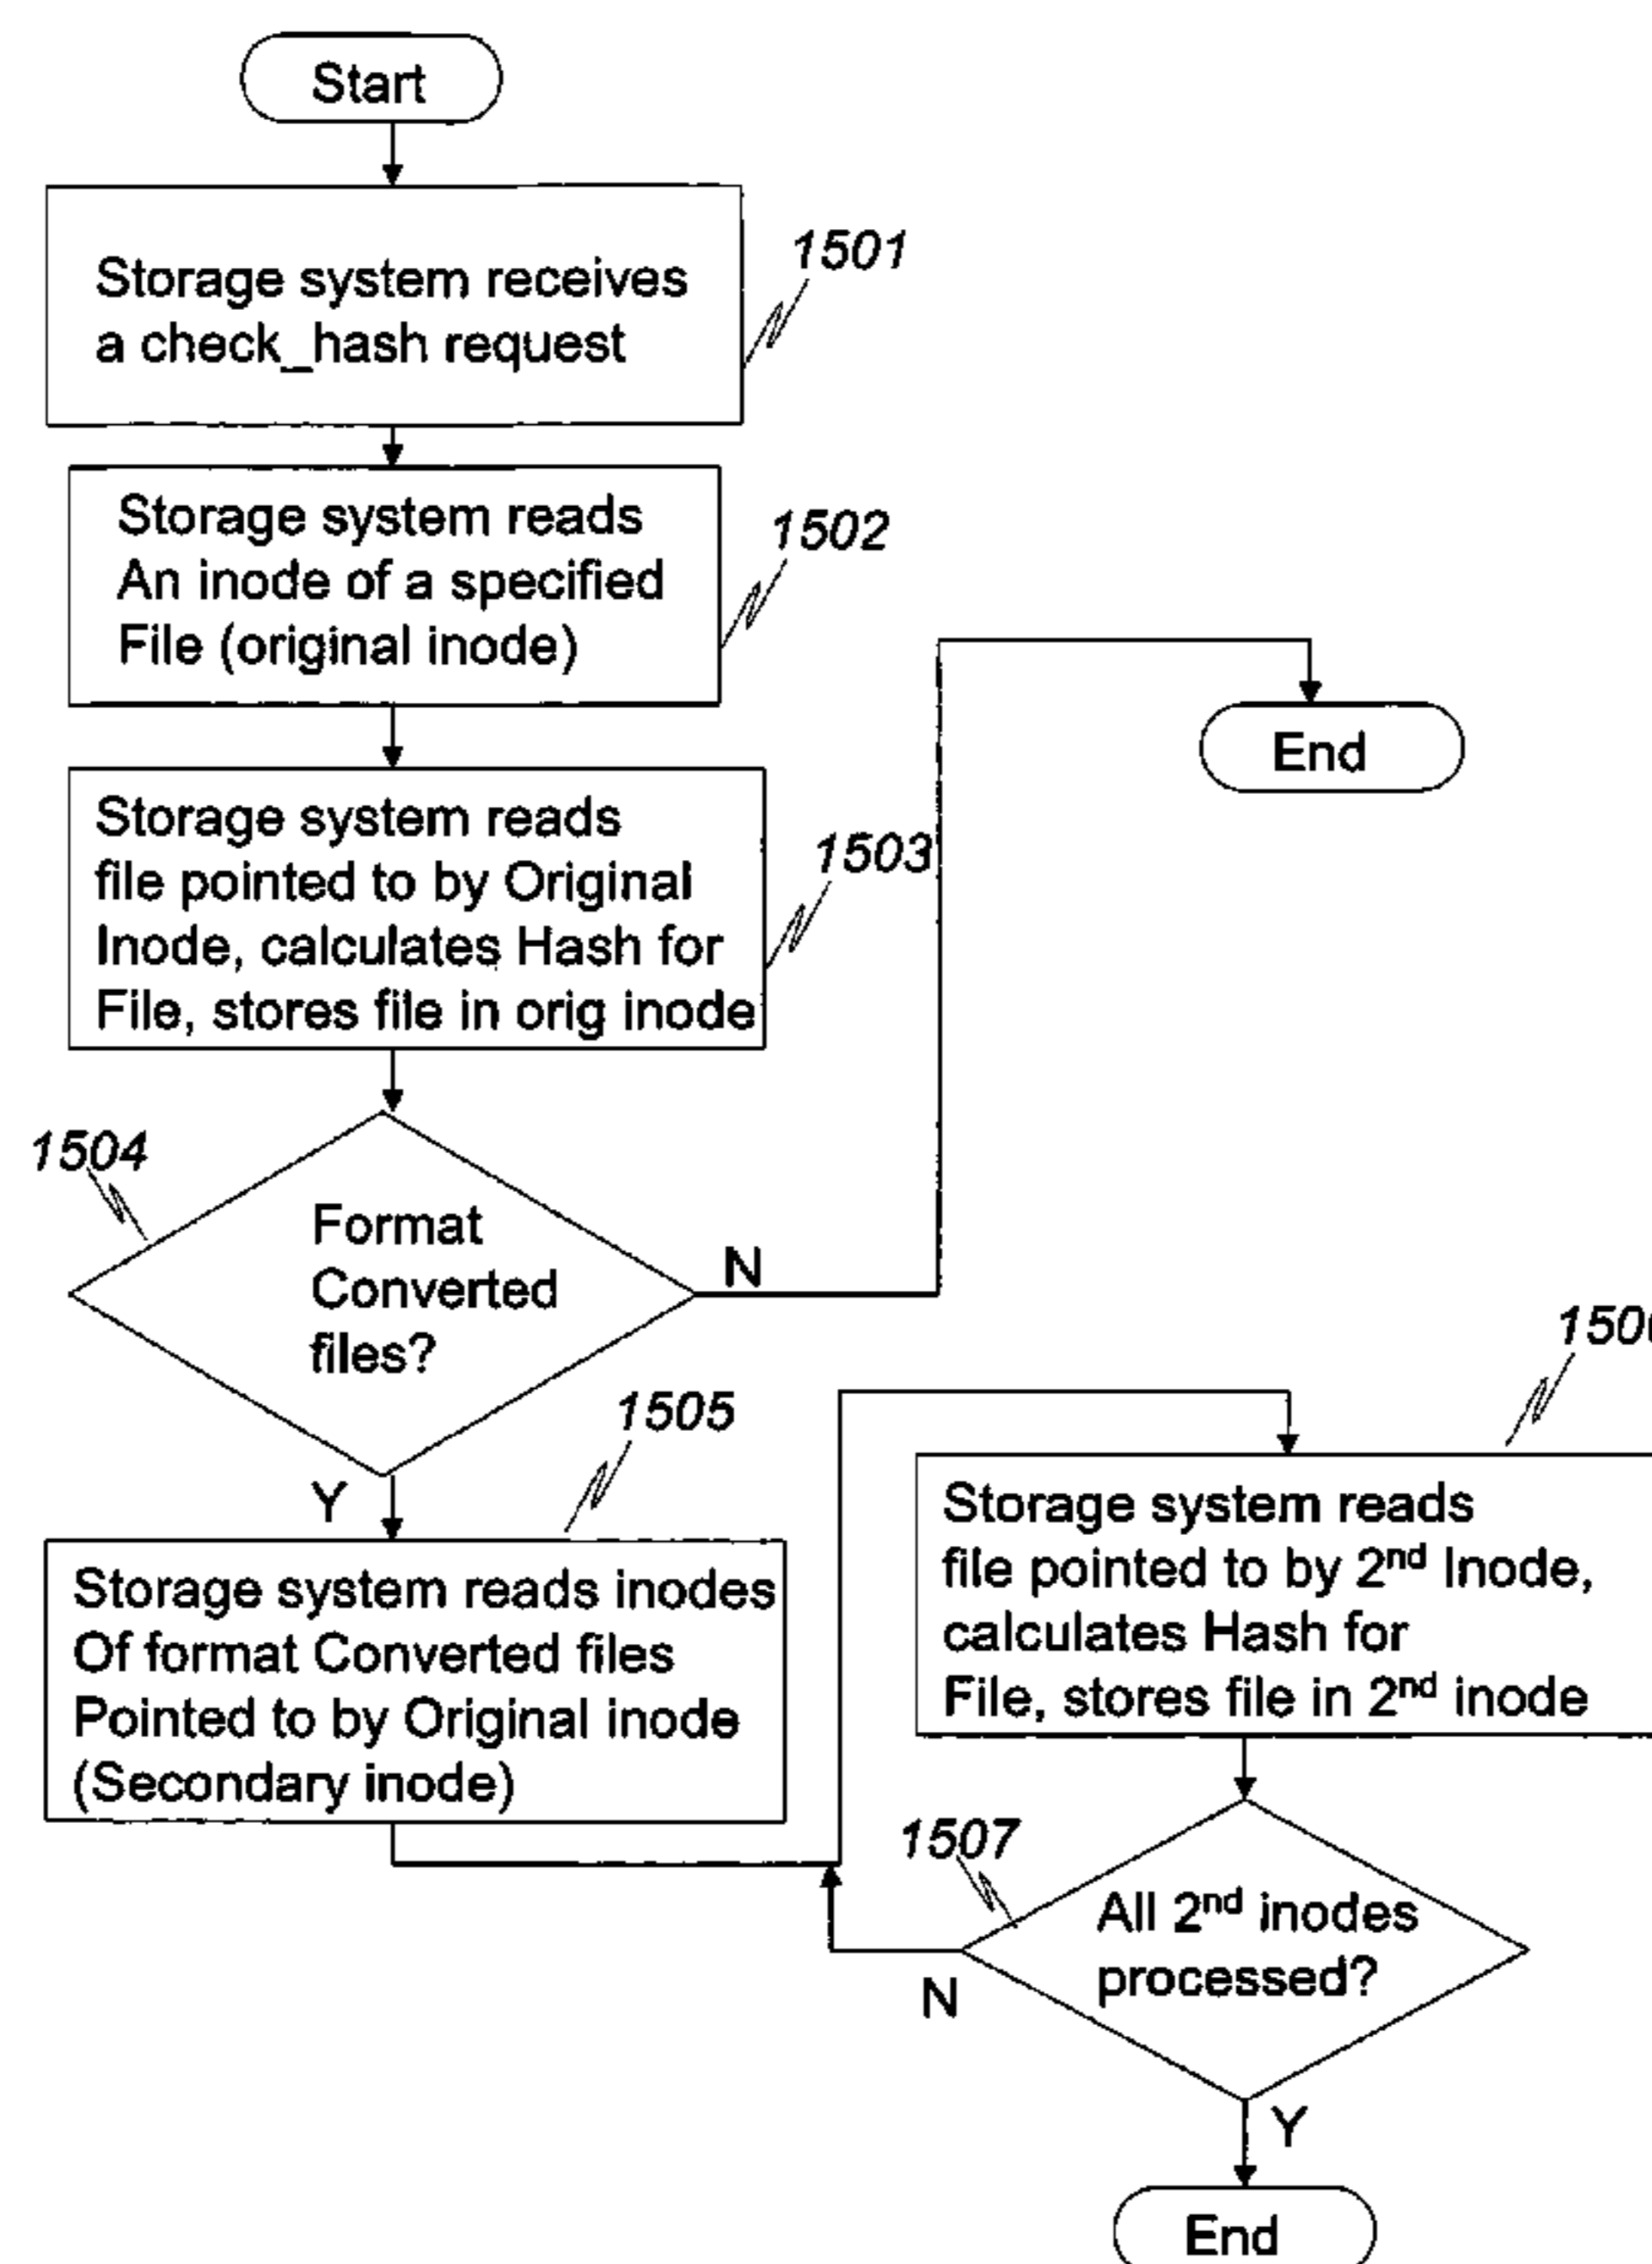 Start
Storage system receives
a check_hash request
1501
Storage system reads
An inode of a specified
File (original inode)
1502
End
Storage system reads
file pointed to by Original
Inode, calculates Hash for
File, stores file in orig inode
1503
1504
Format
Converted
files?
N
Y
1505
Storage system reads inodes
Of format Converted files
Pointed to by Original inode
(Secondary inode)
Storage system reads
file pointed to by 2nd Inode,
calculates Hash for
File, stores file in 2nd inode
1507
All 2nd inodes
processed?
N
Y
End